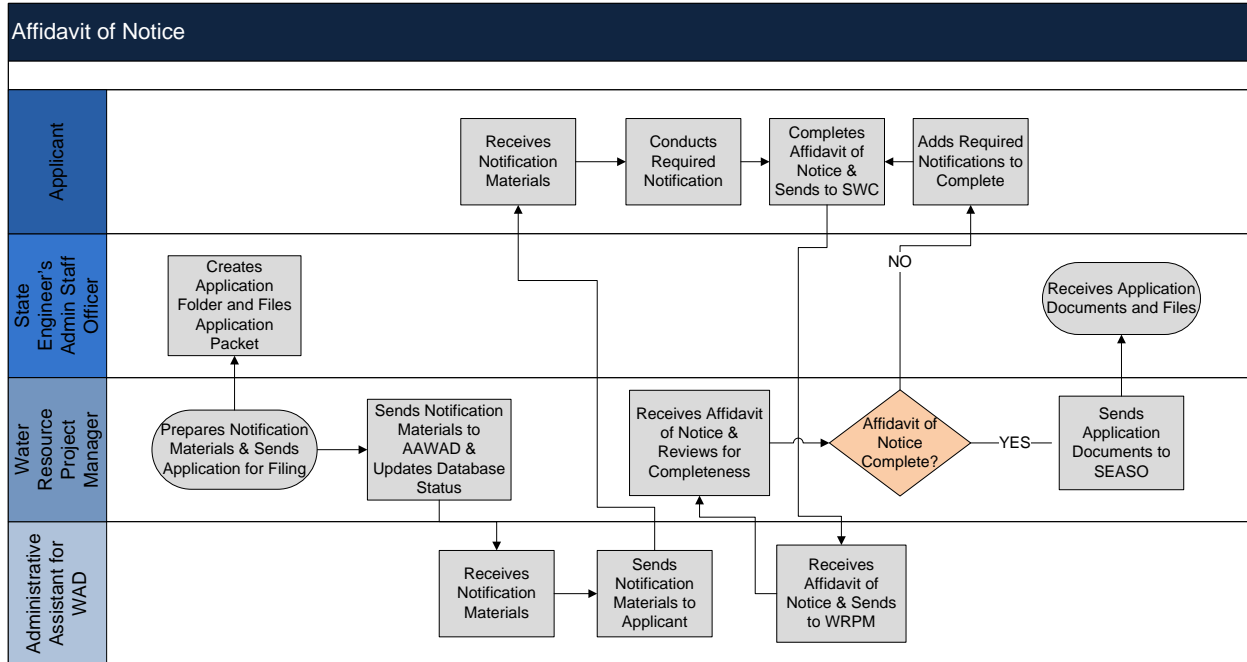 Affidavit of Notice
Applicant
Receives
Notification
Materials
Conducts
Required
Notification
Completes
Affidavit of
Notice &
Sends to SWC
Adds Required
Notifications to
Complete
State
Engineer's
Admin Staff
Officer
Creates
Application
Folder and Files
Application
Packet
NO
Receives Application
Documents and Files
Water
Resource
Project
Manager
Prepares Notification
Materials & Sends
Application for Filing
Sends Notification
Materials to
AAWAD &
Updates Database
Status
Receives Affidavit
of Notice &
Reviews for
Completeness
Affidavit of
Notice
Complete?
YES
Sends
Application
Documents to
SEASO
Administrative
Assistant for
WAD
Receives
Notification
Materials
Sends
Notification
Materials to
Applicant
Receives
Affidavit of
Notice & Sends
to WRPM